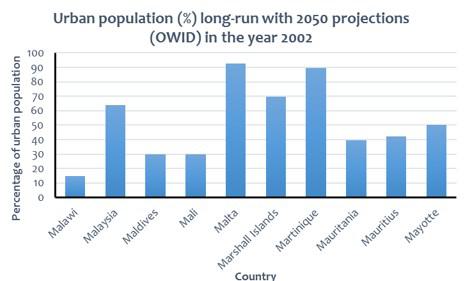 Urban population (%) long-run with 2050 projections
(OWID) in the year 2002
Percentage of urban population
100
90
80
70
60
50
40
30
20
10
0
Malawi
Malaysia
Maldives
Mali
Malta
Marshall Islands
Martinique
Mauritania
Mauritius
Mayotte
Country